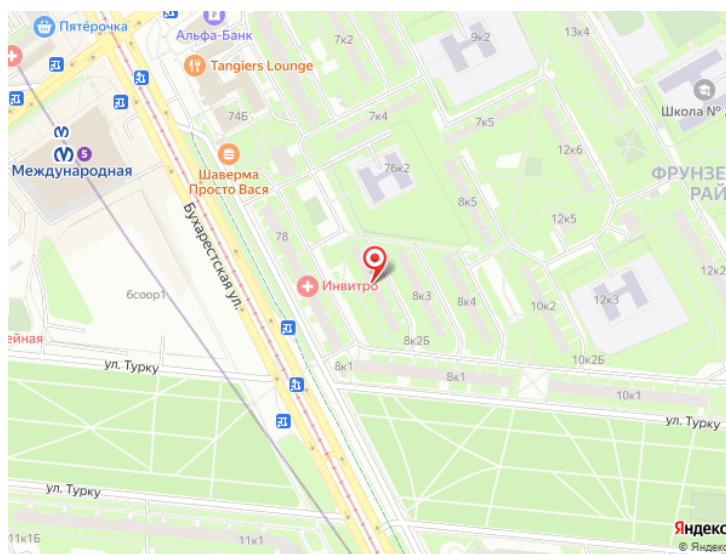 Пятёрочка
Альфа-Банк
7к2
9к2
13к4
Tangiers Lounge
74Б
7к4
7к5
Школа № 2
5
Международная
Шаверма
Просто Вася
76к2
12к6
ФРУНЗЕ
РАЙ
8к5
Бухарестская ул.
78
12к5
12к2
6соор1
Инвитро
8к3
8к4
10к2
12к3
ейная
8к2Б
ул. Турку
8к1
8к1
10к2Б
10к1
ул. Турку
ул. Турку
11к1Б
11к1
Яндекс
© Яндекс